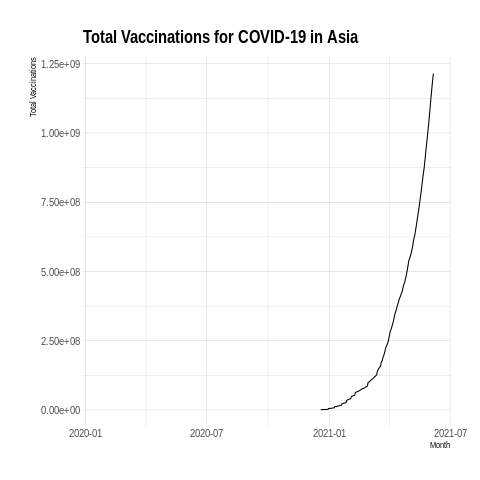 Total Vaccinations for COVID-19 in Asia
Total Vaccinations
1.25e+09
1.00e+09
7.50e+08
5.00e+08
2.50e+08
0.00e+00
2020-01 2020-07 2021-01 2021-07
Month